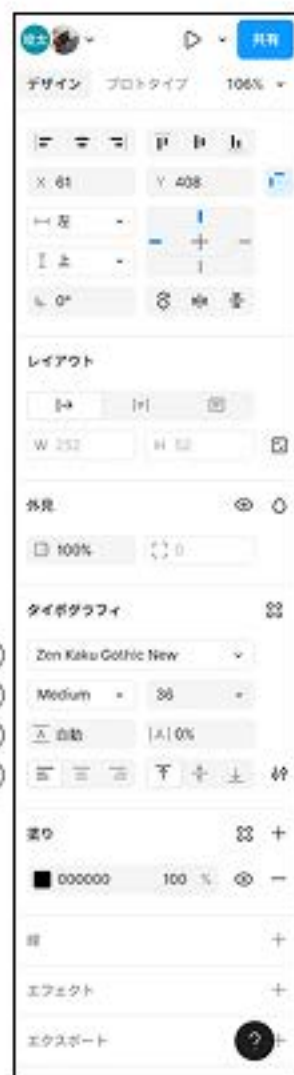 共有
デザイン プロトタイプ 106%
X 61 Y 408
左
上
0°
レイアウト
W 252 H 52
外見
100% 0
タイポグラフィ
Zen Kaku Gothic New
Medium 36
自動 |A| 0%
塗り
000000 100 %
線
エフェクト
エクスポート
?